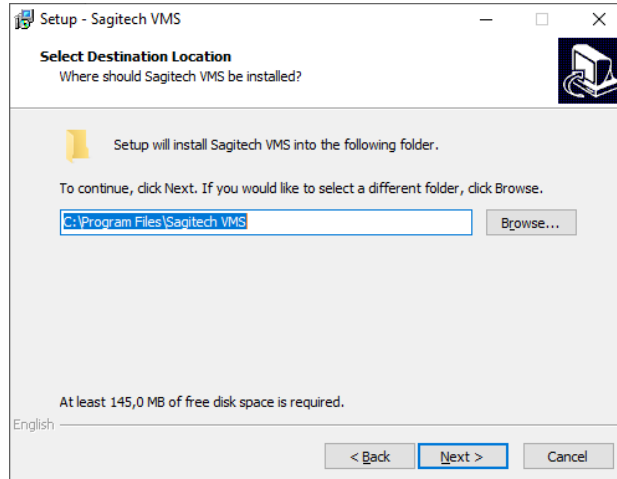 Setup - Sagitech VMS
Select Destination Location
Where should Sagitech VMS be installed?
Setup will install Sagitech VMS into the following folder.
To continue, click Next. If you would like to select a different folder, click Browse.
C:\Program Files\Sagitech VMS
Browse...
At least 145,0 MB of free disk space is required.
English
< Back
Next >
Cancel